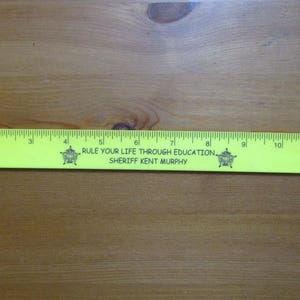 3 4 5 6 7 8 9 10
RULE YOUR LIFE THROUGH EDUCATION
SHERIFF KENT MURPHY